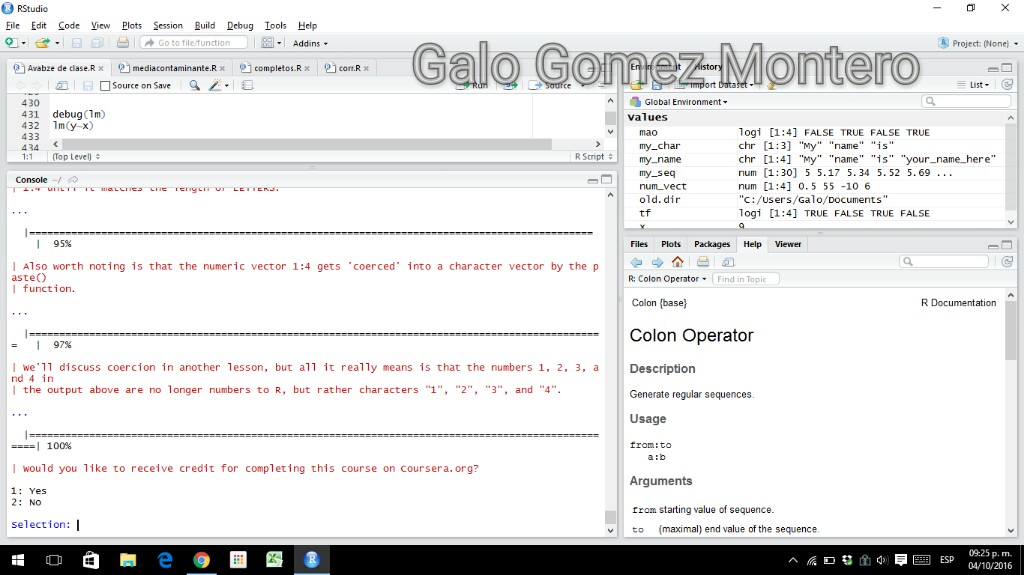 RStudio
File Edit Code View Plots Session Build Debug Tools Help
Go to file/function Addins Project: (None)
Galo Gomez Montero
Avabze de clase.R mediacontaminante.R completos.R corr.R
Source on Save Run Source
430
431 debug(lm)
432 lm(y~x)
433
434
1:1 (Top Level) R Script
Console ~/
| 1:4 until it matches the length of LETTERS.
...
|=====================================================================================
| 95%
| Also worth noting is that the numeric vector 1:4 gets 'coerced' into a character vector by the p
aste()
| function.
...
|======================================================================================
= | 97%
| We'll discuss coercion in another lesson, but all it really means is that the numbers 1, 2, 3, a
nd 4 in
| the output above are no longer numbers to R, but rather characters "1", "2", "3", and "4".
...
|======================================================================================
====| 100%
| Would you like to receive credit for completing this course on Coursera.org?
1: Yes
2: No
Selection:
Environment History
Import Dataset List
Global Environment
values
mao logi [1:4] FALSE TRUE FALSE TRUE
my_char chr [1:3] "My" "name" "is"
my_name chr [1:4] "My" "name" "is" "your_name_here"
my_seq num [1:30] 5 5.17 5.34 5.52 5.69 ...
num_vect num [1:4] 0.5 55 -10 6
old.dir "C:/Users/Galo/Documents"
tf logi [1:4] TRUE FALSE TRUE FALSE
x 9
Files Plots Packages Help Viewer
R: Colon Operator Find in Topic
Colon {base} R Documentation
Colon Operator
Description
Generate regular sequences.
Usage
from:to
a:b
Arguments
from starting value of sequence.
to (maximal) end value of the sequence.
ESP
09:25 p. m.
04/10/2016